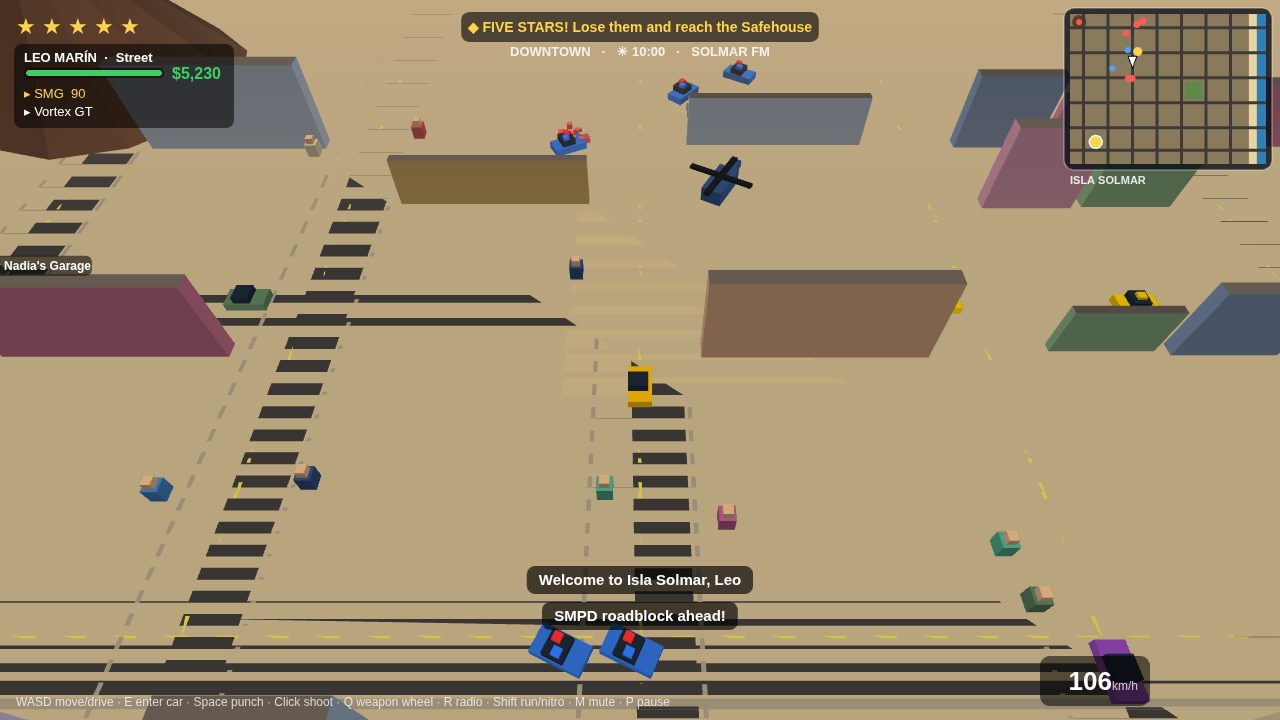 ★ ★ ★ ★ ★
LEO MARÍN · Street
$5,230
▸ SMG 90
▸ Vortex GT
◆ FIVE STARS! Lose them and reach the Safehouse
DOWNTOWN · ☀ 10:00 · SOLMAR FM
ISLA SOLMAR
Nadia's Garage
Welcome to Isla Solmar, Leo
SMPD roadblock ahead!
106km/h
WASD move/drive · E enter car · Space punch · Click shoot · Q weapon wheel · R radio · Shift run/nitro · M mute · P pause